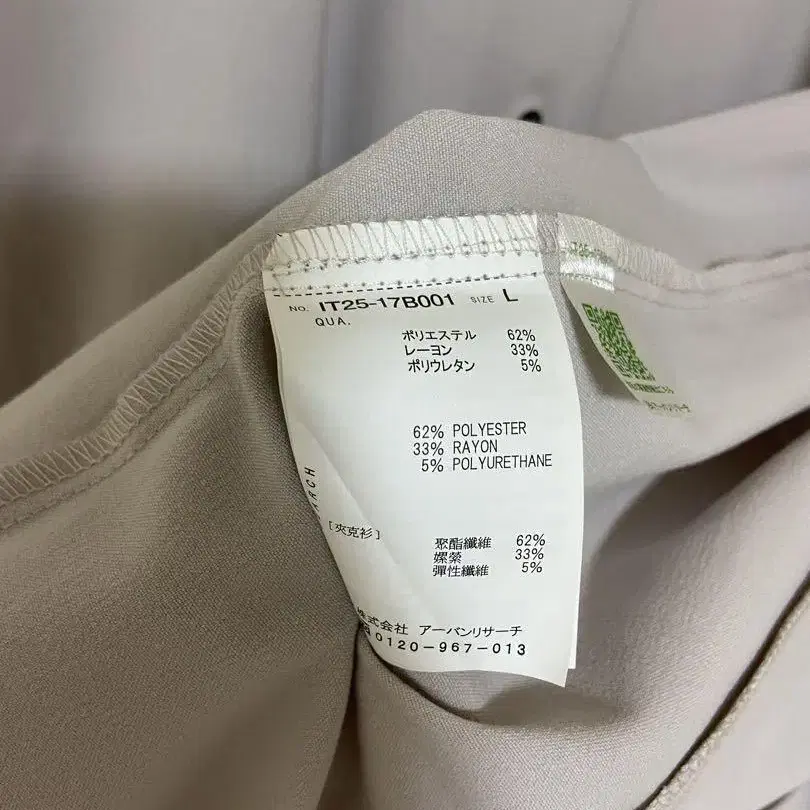 NO. IT25-17B001 SIZE L
QUA.
ポリエステル 62%
レーヨン 33%
ポリウレタン 5%
62% POLYESTER
33% RAYON
5% POLYURETHANE
[夾克衫]
聚酯纖維 62%
嫘縈 33%
彈性纖維 5%
株式会社 アーバンリサーチ
0120-967-013